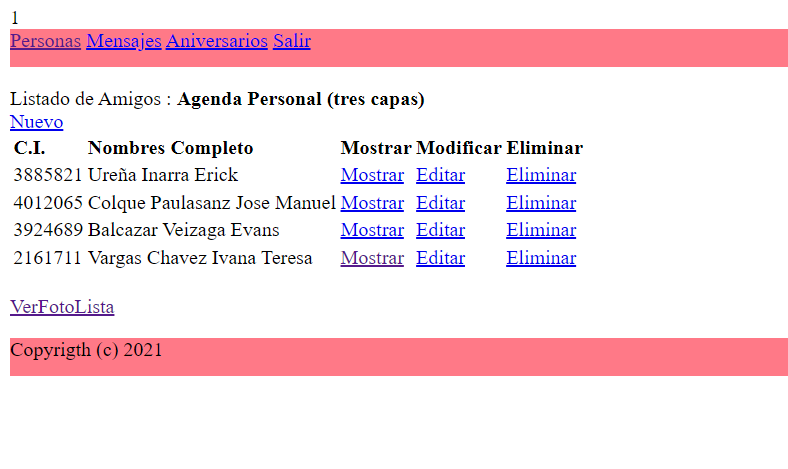 1
Personas Mensajes Aniversarios Salir
Listado de Amigos : Agenda Personal (tres capas)
Nuevo
C.I. Nombres Completo Mostrar Modificar Eliminar
3885821 Ureña Inarra Erick Mostrar Editar Eliminar
4012065 Colque Paulasanz Jose Manuel Mostrar Editar Eliminar
3924689 Balcazar Veizaga Evans Mostrar Editar Eliminar
2161711 Vargas Chavez Ivana Teresa Mostrar Editar Eliminar
VerFotoLista
Copyrigth (c) 2021